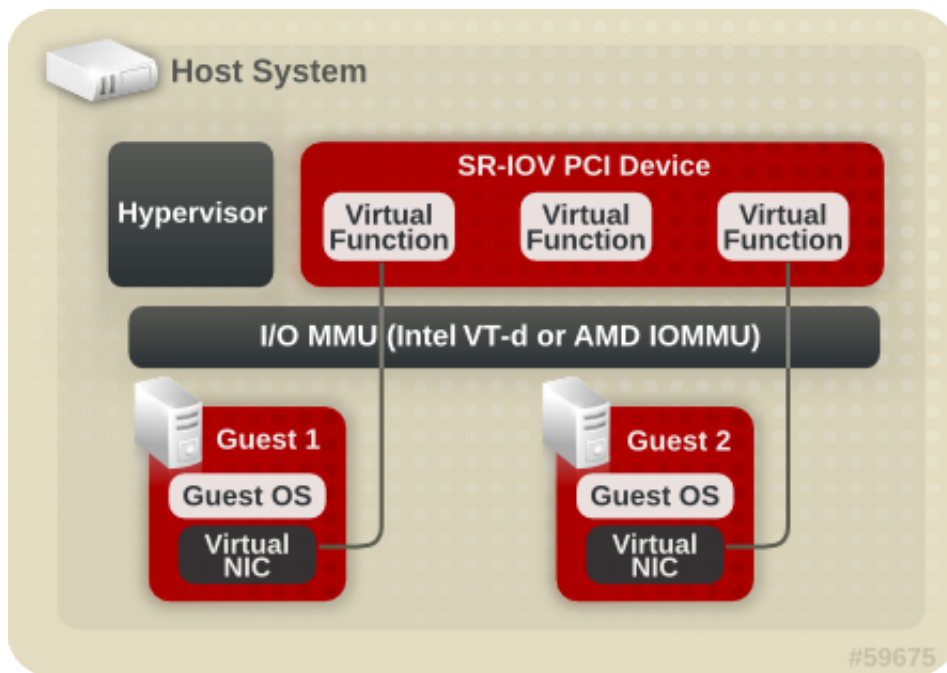 Host System
Hypervisor
SR-IOV PCI Device
Virtual
Function
Virtual
Function
Virtual
Function
I/O MMU (Intel VT-d or AMD IOMMU)
Guest 1
Guest OS
Virtual
NIC
Guest 2
Guest OS
Virtual
NIC
#59675